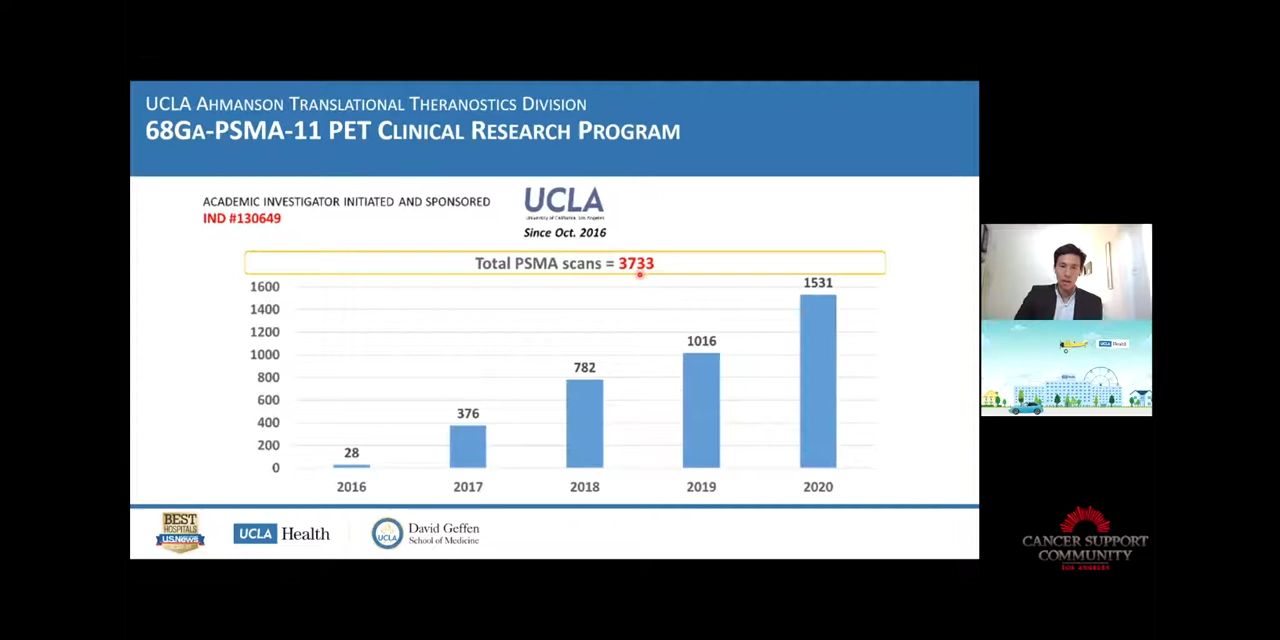 UCLA AHMANSON TRANSLATIONAL THERANOSTICS DIVISION
68GA-PSMA-11 PET CLINICAL RESEARCH PROGRAM
ACADEMIC INVESTIGATOR INITIATED AND SPONSORED
IND #130649
UCLA
University of California, Los Angeles
Since Oct. 2016
Total PSMA scans = 3733
1600
1400
1200
1000
800
600
400
200
0
28
376
782
1016
1531
2016
2017
2018
2019
2020
BEST
HOSPITALS
U.S.News
UCLA Health
UCLA
David Geffen
School of Medicine
UCLA Health
CANCER SUPPORT
COMMUNITY
LOS ANGELES